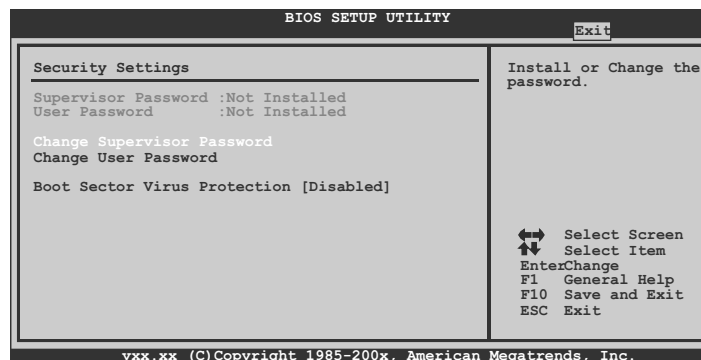 BIOS SETUP UTILITY
Exit
Security Settings
Supervisor Password :Not Installed
User Password :Not Installed
Change Supervisor Password
Change User Password
Boot Sector Virus Protection [Disabled]
Install or Change the
password.
Select Screen
Select Item
EnterChange
F1 General Help
F10 Save and Exit
ESC Exit
vxx.xx (C)Copyright 1985-200x, American Megatrends, Inc.